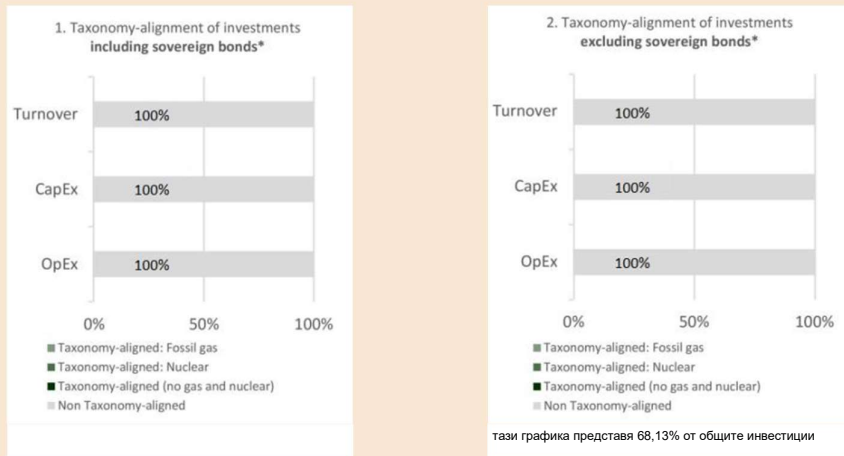 1. Taxonomy-alignment of investments
including sovereign bonds*
Turnover
100%
CapEx
100%
OpEx
100%
0% 50% 100%
Taxonomy-aligned: Fossil gas
Taxonomy-aligned: Nuclear
Taxonomy-aligned (no gas and nuclear)
Non Taxonomy-aligned
2. Taxonomy-alignment of investments
excluding sovereign bonds*
Turnover
100%
CapEx
100%
OpEx
100%
0% 50% 100%
Taxonomy-aligned: Fossil gas
Taxonomy-aligned: Nuclear
Taxonomy-aligned (no gas and nuclear)
Non Taxonomy-aligned
тази графика представя 68,13% от общите инвестиции